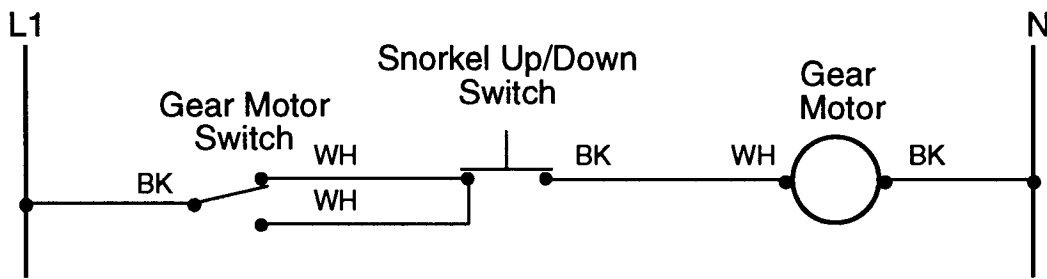 L1
N
Snorkel Up/Down
Switch
Gear
Motor
Gear Motor
Switch
WH
BK
WH
BK
BK
WH